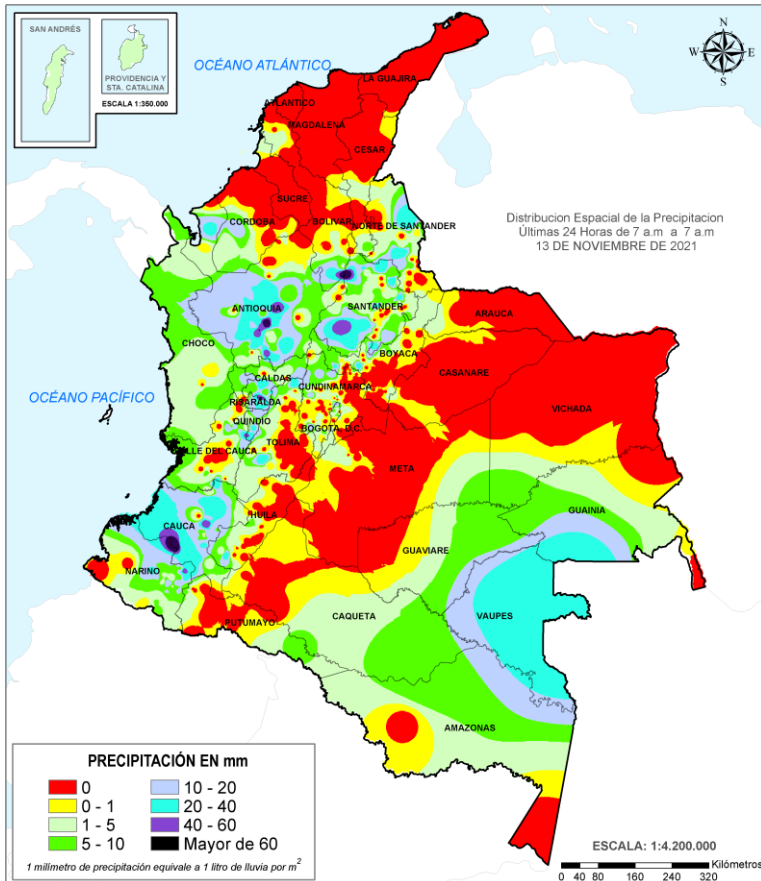 SAN ANDRÉS
PROVIDENCIA Y
STA. CATALINA
ESCALA 1:350.000
OCÉANO ATLÁNTICO
N
W
E
S
LA GUAJIRA
ATLANTICO
MAGDALENA
CESAR
SUCRE
CORDOBA
BOLIVAR
NORTE DE SANTANDER
Distribucion Espacial de la Precipitacion
Últimas 24 Horas de 7 a.m a 7 a.m
13 DE NOVIEMBRE DE 2021
ANTIOQUIA
SANTANDER
ARAUCA
CHOCO
BOYACA
CASANARE
OCÉANO PACÍFICO
CALDAS
CUNDINAMARCA
RISARALDA
VICHADA
QUINDIO
BOGOTA, D.C.
TOLIMA
VALLE DEL CAUCA
META
GUAINIA
HUILA
CAUCA
GUAVIARE
NARIÑO
CAQUETA
VAUPES
PUTUMAYO
AMAZONAS
PRECIPITACIÓN EN mm
0
10 - 20
0 - 1
20 - 40
1 - 5
40 - 60
5 - 10
Mayor de 60
1 milímetro de precipitación equivale a 1 litro de lluvia por m²
ESCALA: 1:4.200.000
Kilómetros
0 40 80 160 240 320